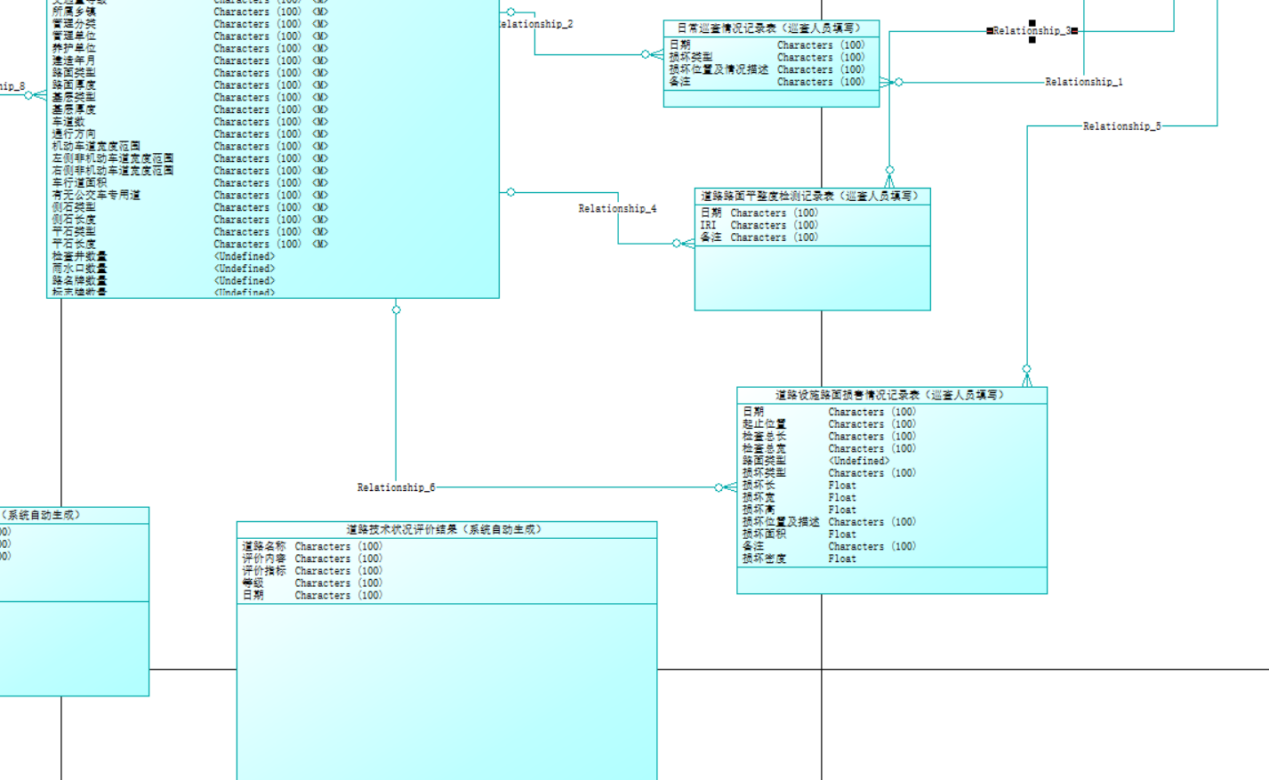 所属乡镇 Characters (100) <M>
管理分类 Characters (100) <M>
管理单位 Characters (100) <M>
养护单位 Characters (100) <M>
建造年月 Characters (100) <M>
路面类型 Characters (100) <M>
路面厚度 Characters (100) <M>
基层类型 Characters (100) <M>
基层厚度 Characters (100) <M>
车道数 Characters (100) <M>
通行方向 Characters (100) <M>
机动车道宽度范围 Characters (100) <M>
左侧非机动车道宽度范围 Characters (100) <M>
右侧非机动车道宽度范围 Characters (100) <M>
车行道面积 Characters (100) <M>
有无公交车专用道 Characters (100) <M>
侧石类型 Characters (100) <M>
侧石长度 Characters (100) <M>
平石类型 Characters (100) <M>
平石长度 Characters (100) <M>
检查井数量 <Undefined>
雨水口数量 <Undefined>
路名牌数量 <Undefined>
标志牌数量 <Undefined>
hip_8
elationship_2
日常巡查情况记录表（巡查人员填写）
日期 Characters (100)
损坏类型 Characters (100)
损坏位置及情况描述 Characters (100)
备注 Characters (100)
Relationship_3
Relationship_1
Relationship_5
Relationship_4
道路路面平整度检测记录表（巡查人员填写）
日期 Characters (100)
IRI Characters (100)
备注 Characters (100)
道路设施路面损害情况记录表（巡查人员填写）
日期 Characters (100)
起止位置 Characters (100)
检查总长 Characters (100)
检查总宽 Characters (100)
路面类型 <Undefined>
损坏类型 Characters (100)
损坏长 Float
损坏宽 Float
损坏高 Float
损坏位置及描述 Characters (100)
损坏面积 Float
备注 Characters (100)
损坏密度 Float
Relationship_6
（系统自动生成）
00)
00)
00)
道路技术状况评价结果（系统自动生成）
道路名称 Characters (100)
评价内容 Characters (100)
评价指标 Characters (100)
等级 Characters (100)
日期 Characters (100)